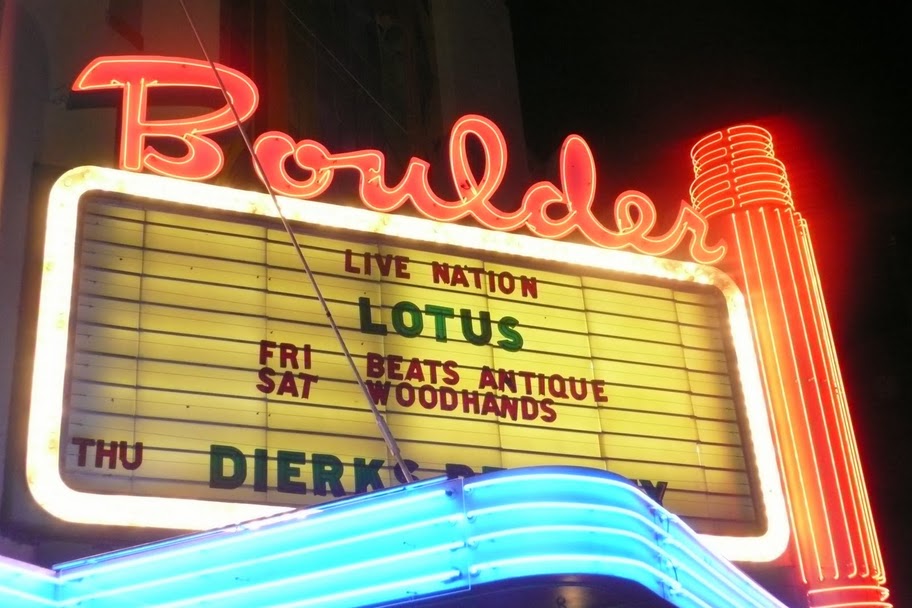 Boulder
LIVE NATION
LOTUS
FRI BEATS ANTIQUE
SAT WOODHANDS
THU DIERKS